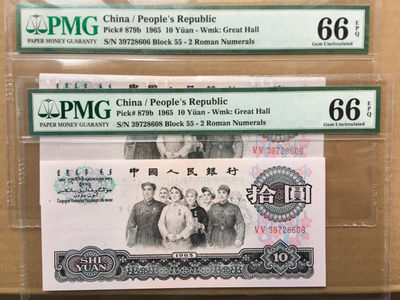 PMG
PAPER MONEY GUARANTY
China / People's Republic
Pick# 879b 1965 10 Yüan - Wmk: Great Hall
S/N 39728606 Block 55 - 2 Roman Numerals
66 EPQ
Gem Uncirculated
PMG
PAPER MONEY GUARANTY
China / People's Republic
Pick# 879b 1965 10 Yüan - Wmk: Great Hall
S/N 39728608 Block 55 - 2 Roman Numerals
66 EPQ
Gem Uncirculated
VV 39728606
中国人民银行
拾圆
VV 39728608
1965
SHI
YUAN
10